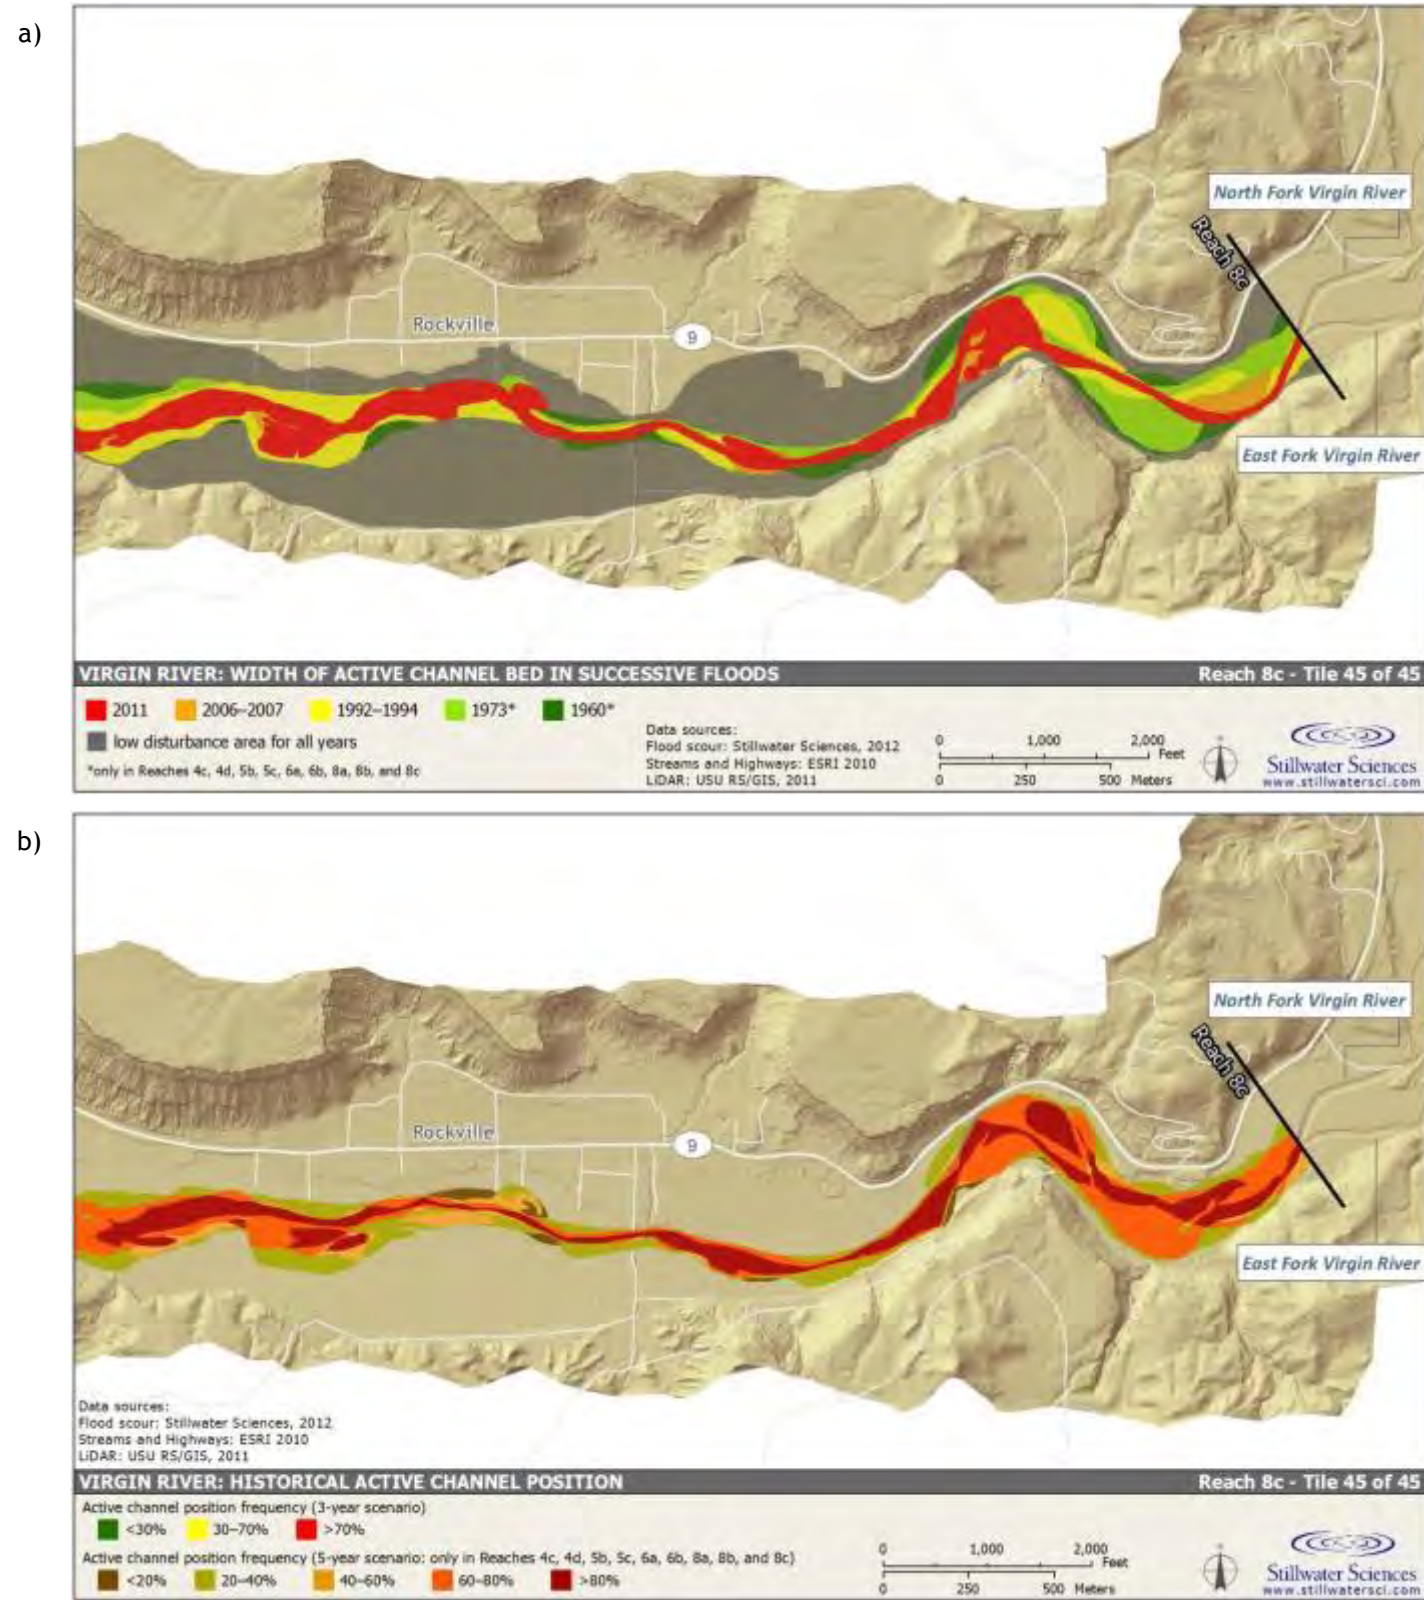 a)
North Fork Virgin River
Reach 8c
Rockville
9
East Fork Virgin River
VIRGIN RIVER: WIDTH OF ACTIVE CHANNEL BED IN SUCCESSIVE FLOODS Reach 8c - Tile 45 of 45
2011 2006–2007 1992–1994 1973* 1960*
low disturbance area for all years
*only in Reaches 4c, 4d, 5b, 5c, 6a, 6b, 8a, 8b, and 8c
Data sources:
Flood scour: Stillwater Sciences, 2012
Streams and Highways: ESRI 2010
LiDAR: USU RS/GIS, 2011
0 1,000 2,000 Feet
0 250 500 Meters
Stillwater Sciences
www.stillwatersci.com
b)
North Fork Virgin River
Reach 8c
Rockville
9
East Fork Virgin River
Data sources:
Flood scour: Stillwater Sciences, 2012
Streams and Highways: ESRI 2010
LiDAR: USU RS/GIS, 2011
VIRGIN RIVER: HISTORICAL ACTIVE CHANNEL POSITION Reach 8c - Tile 45 of 45
Active channel position frequency (3-year scenario)
<30% 30–70% >70%
Active channel position frequency (5-year scenario: only in Reaches 4c, 4d, 5b, 5c, 6a, 6b, 8a, 8b, and 8c)
<20% 20–40% 40–60% 60–80% >80%
0 1,000 2,000 Feet
0 250 500 Meters
Stillwater Sciences
www.stillwatersci.com